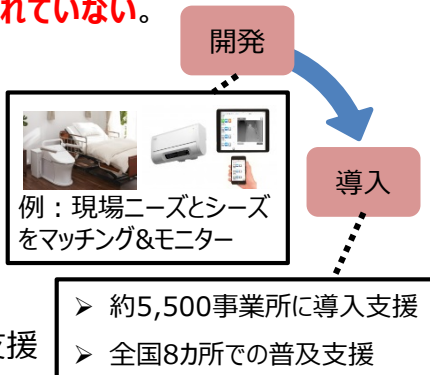 れていない。
開発
例：現場ニーズとシーズ
をマッチング&モニター
導入
➢ 約5,500事業所に導入支援
支援
➢ 全国8カ所での普及支援